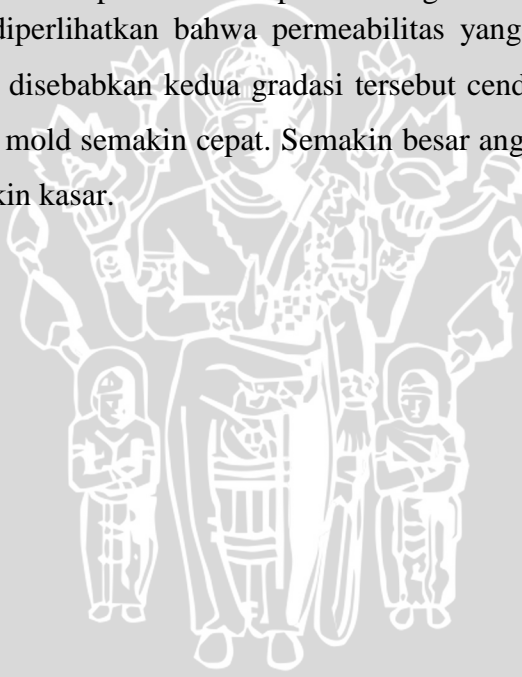 diperlihatkan bahwa permeabilitas yang
disebabkan kedua gradasi tersebut cend
mold semakin cepat. Semakin besar ang
kin kasar.